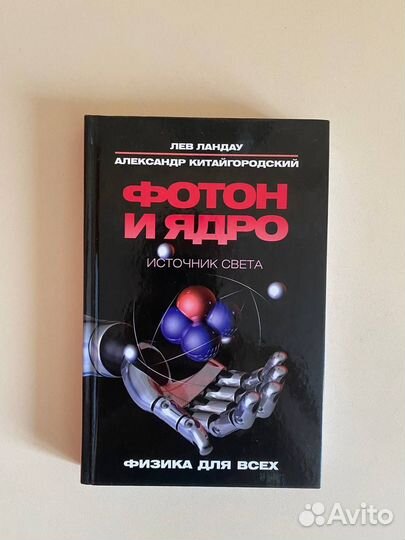 ЛЕВ ЛАНДАУ
АЛЕКСАНДР КИТАЙГОРОДСКИЙ
ФОТОН
И ЯДРО
ИСТОЧНИК СВЕТА
ФИЗИКА ДЛЯ ВСЕХ
Avito